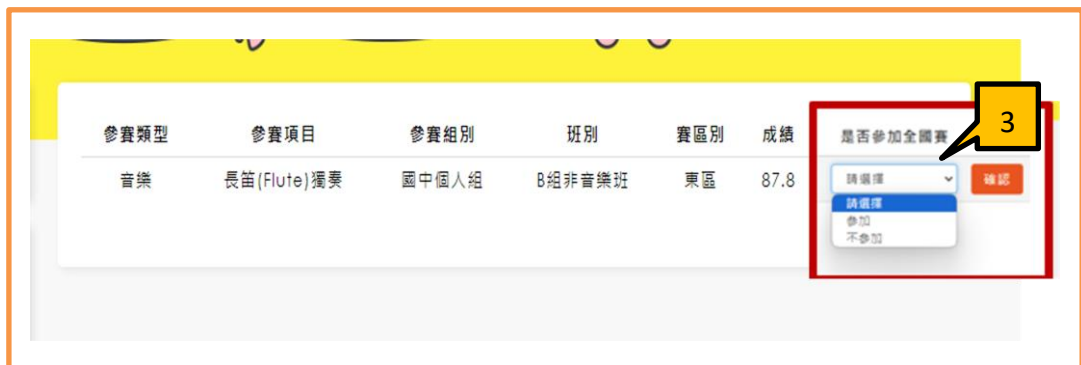 3
參賽類型 參賽項目 參賽組別 班別 賽區別 成績 是否參加全國賽
音樂 長笛(Flute)獨奏 國中個人組 B組非音樂班 東區 87.8 請選擇 確認
請選擇
參加
不參加